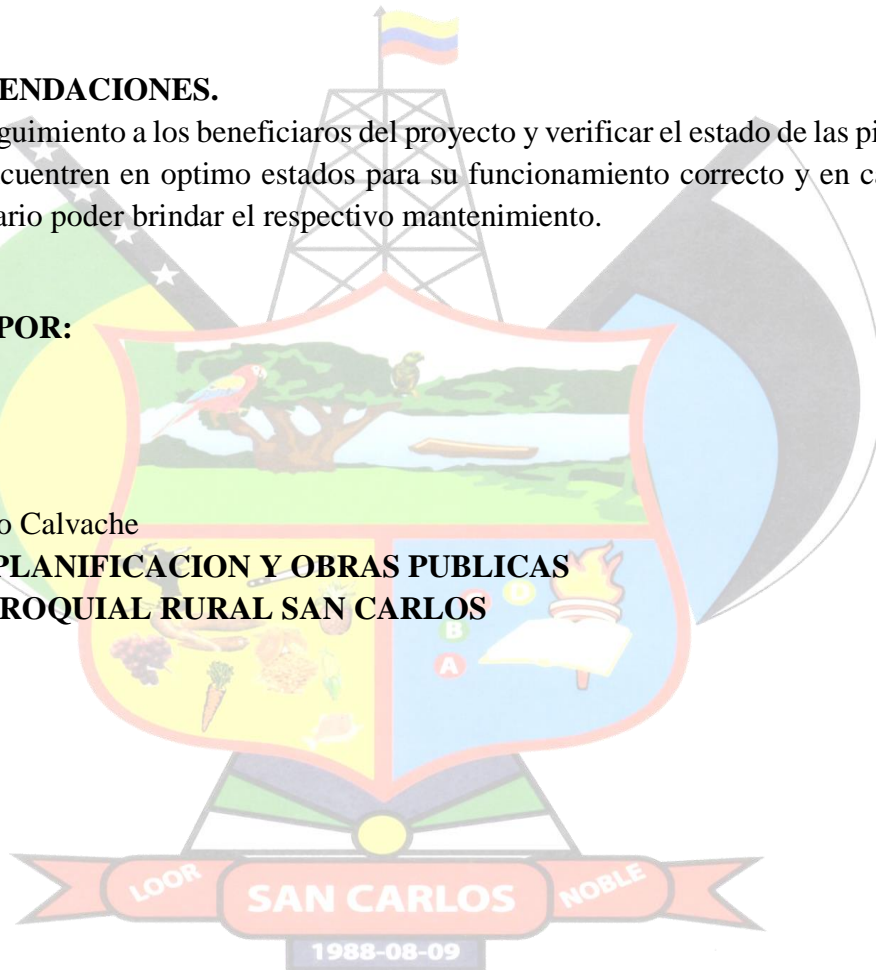 ENDACIONES.
guimiento a los beneficiaros del proyecto y verificar el estado de las pi
cuentren en optimo estados para su funcionamiento correcto y en ca
ario poder brindar el respectivo mantenimiento.
POR:
o Calvache
PLANIFICACION Y OBRAS PUBLICAS
ROQUIAL RURAL SAN CARLOS
D
B
A
LOOR
SAN CARLOS
NOBLE
1988-08-09